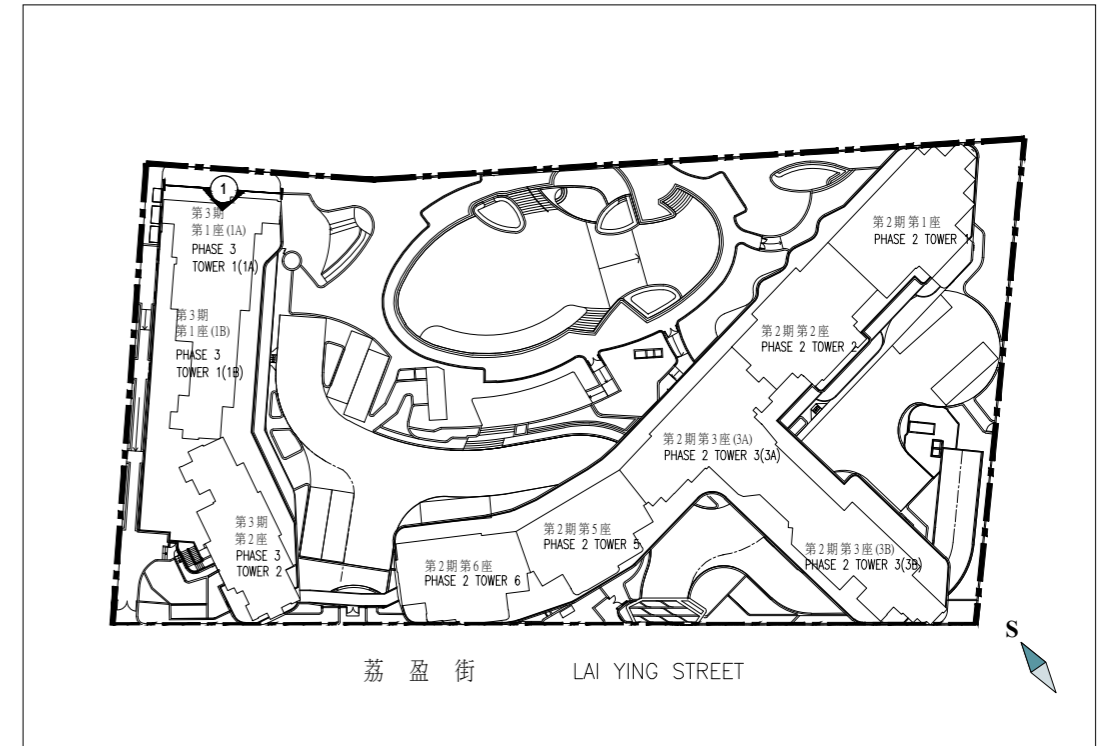 1
第3期
第1座(1A)
PHASE 3
TOWER 1(1A)
第3期
第1座(1B)
PHASE 3
TOWER 1(1B)
第3期
第2座
PHASE 3
TOWER 2
第2期第1座
PHASE 2 TOWER 1
第2期第2座
PHASE 2 TOWER 2
第2期第3座(3A)
PHASE 2 TOWER 3(3A)
第2期第5座
PHASE 2 TOWER 5
第2期第3座(3B)
PHASE 2 TOWER 3(3B)
第2期第6座
PHASE 2 TOWER 6
S
荔盈街 LAI YING STREET